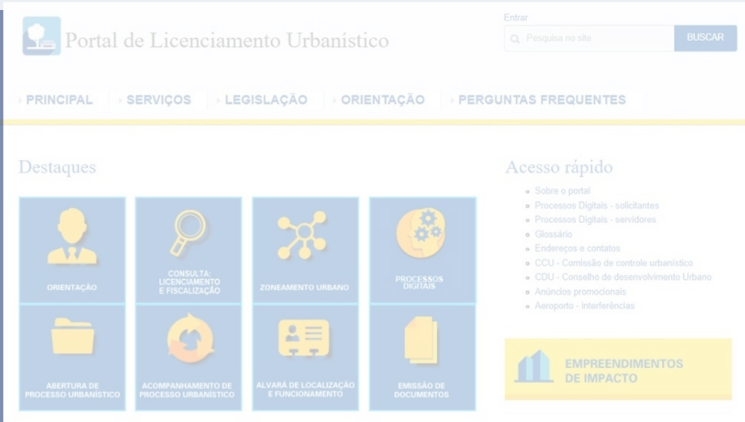 Entrar
Portal de Licenciamento Urbanístico
Pesquisa no site
BUSCAR
PRINCIPAL
SERVIÇOS
LEGISLAÇÃO
ORIENTAÇÃO
PERGUNTAS FREQUENTES
Destaques
ORIENTAÇÃO
CONSULTA:
LICENCIAMENTO
E FISCALIZAÇÃO
ZONEAMENTO URBANO
PROCESSOS
DIGITAIS
ABERTURA DE
PROCESSO URBANÍSTICO
ACOMPANHAMENTO DE
PROCESSO URBANÍSTICO
ALVARÁ DE LOCALIZAÇÃO
E FUNCIONAMENTO
EMISSÃO DE
DOCUMENTOS
Acesso rápido
Sobre o portal
Processos Digitais - solicitantes
Processos Digitais - servidores
Glossário
Endereços e contatos
CCU - Comissão de controle urbanístico
CDU - Conselho de desenvolvimento Urbano
Anúncios promocionais
Aeroporto - interferências
EMPREENDIMENTOS
DE IMPACTO